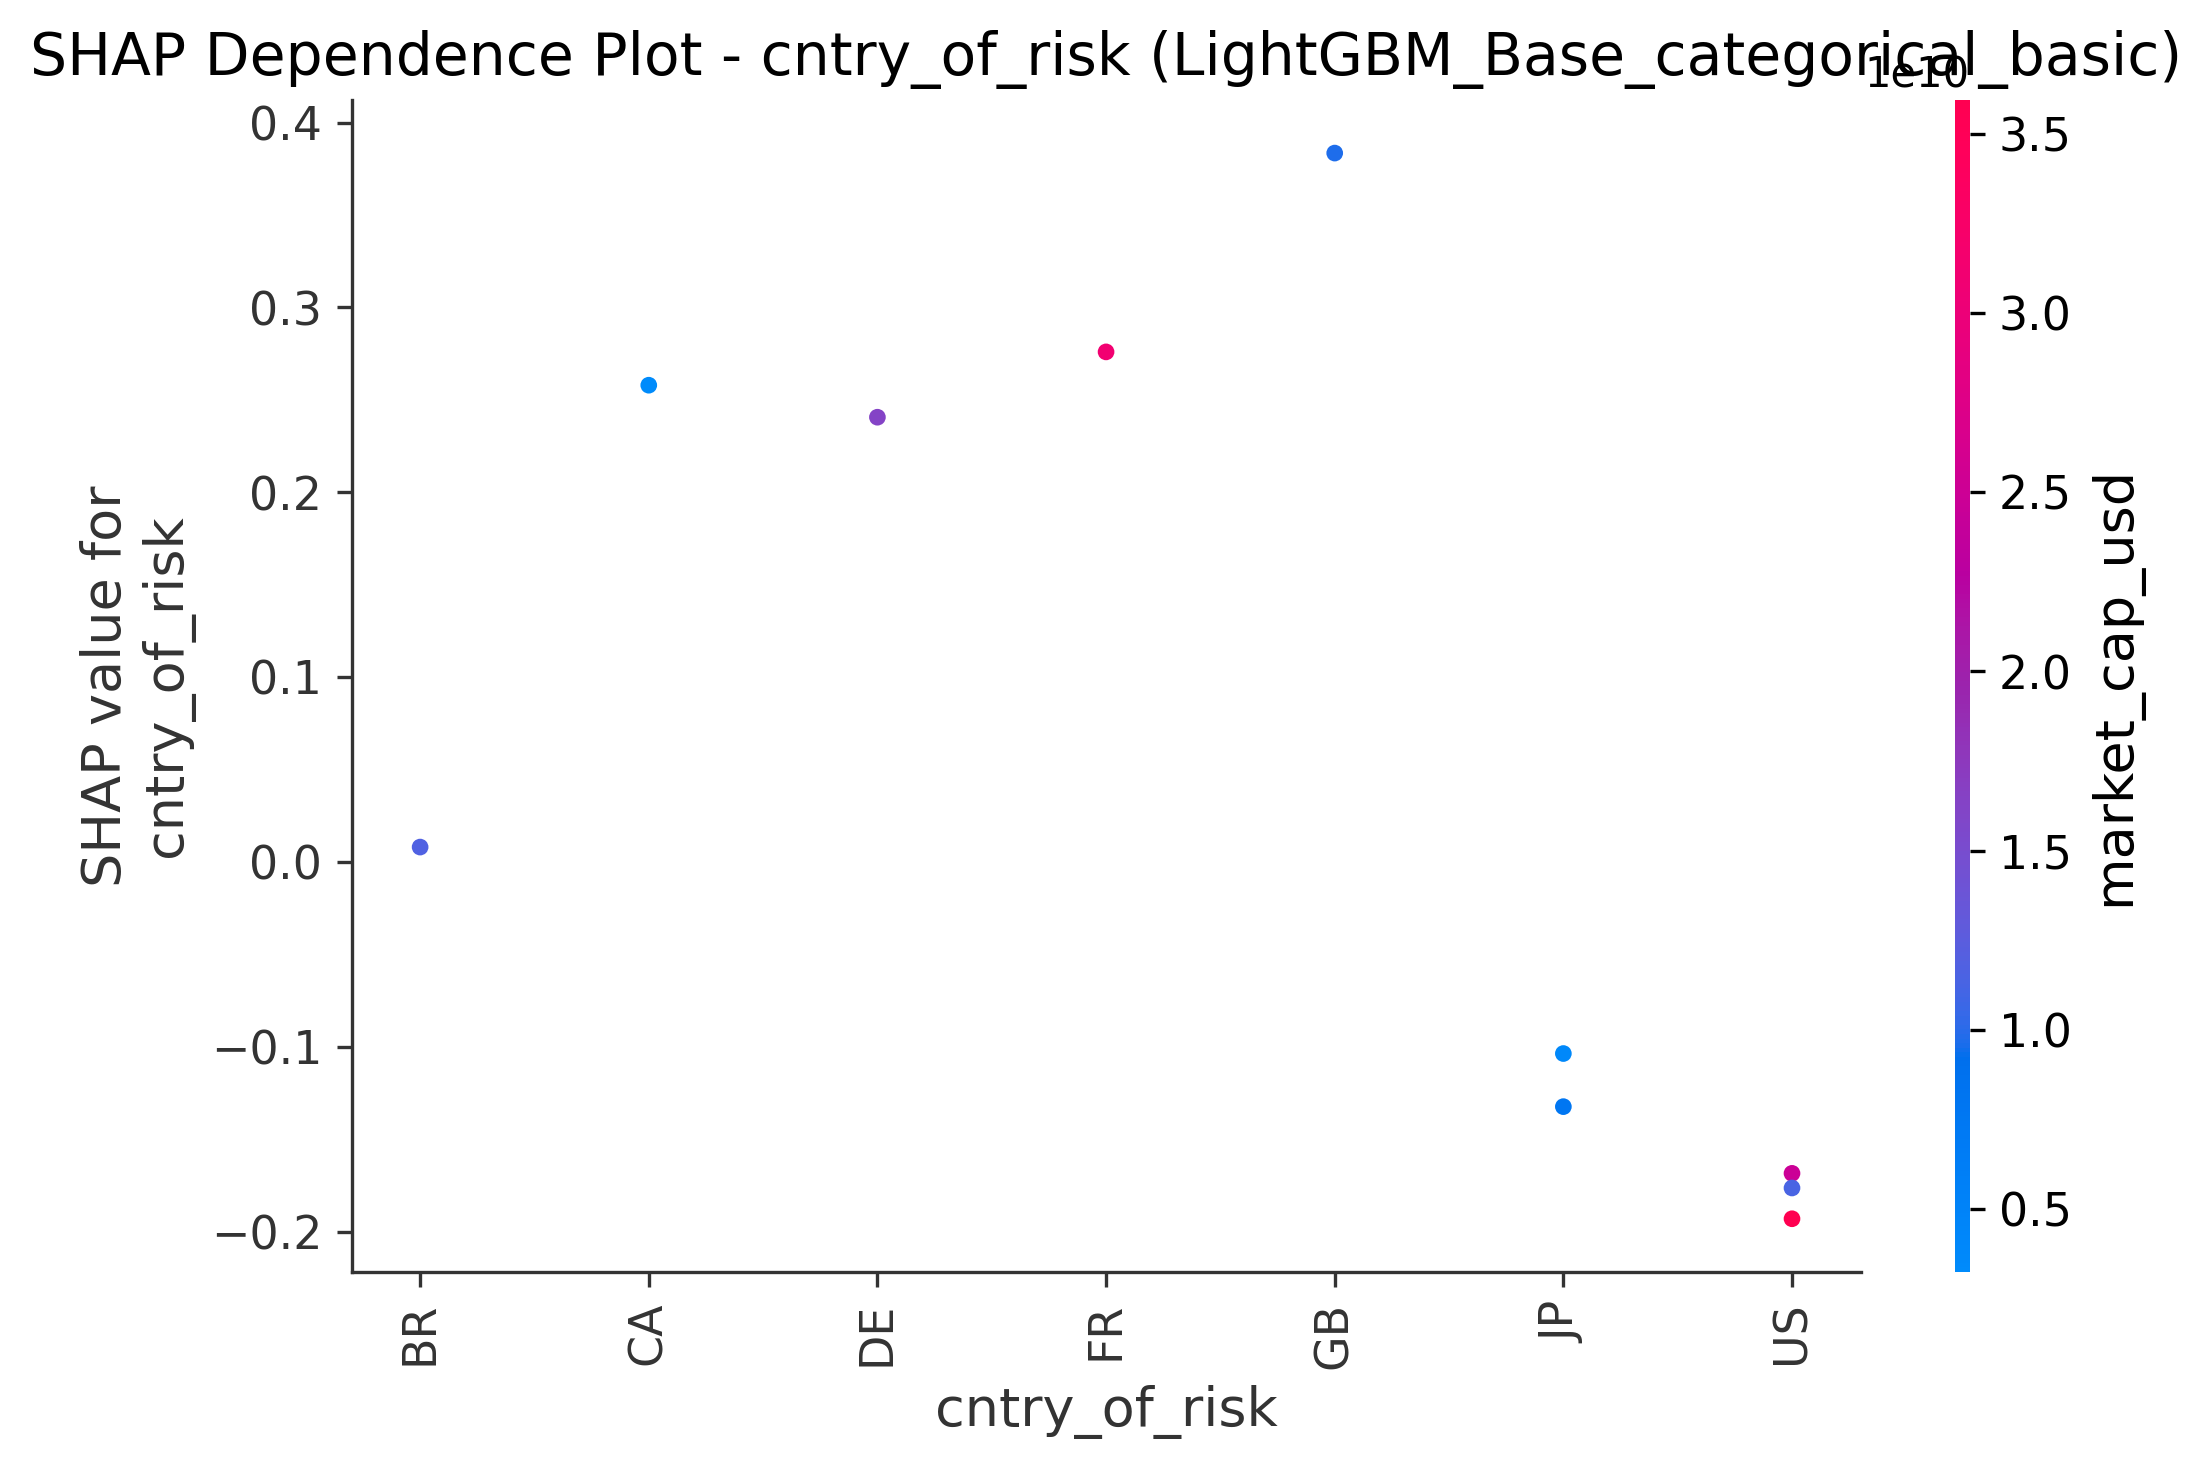 SHAP Dependence Plot - cntry_of_risk (LightGBM_Base_categorical_basic)
1e10
0.4
0.3
0.2
0.1
0.0
−0.1
−0.2
SHAP value for
cntry_of_risk
BR
CA
DE
FR
GB
JP
US
cntry_of_risk
3.5
3.0
2.5
2.0
1.5
1.0
0.5
market_cap_usd